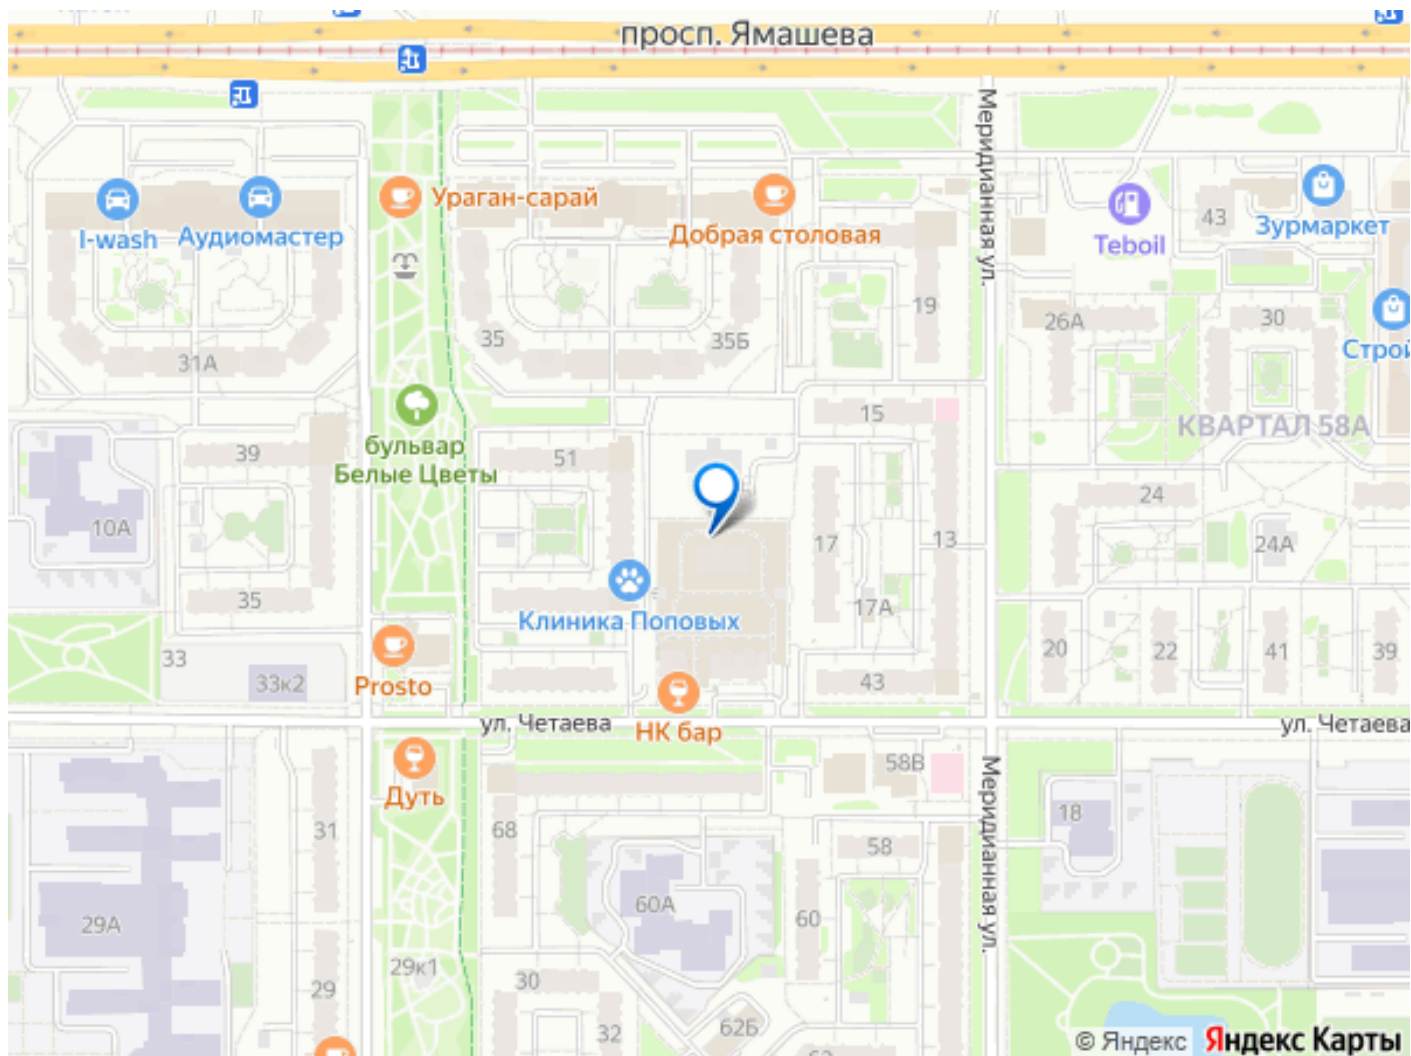 просп. Ямашева
Меридианная ул.
I-wash
Аудиомастер
Ураган-сарай
Добрая столовая
Teboil
43
Зурмаркет
31А
35
35Б
19
26А
30
Строй
бульвар
Белые Цветы
39
51
15
КВАРТАЛ 58А
10А
17
13
24
24А
35
Клиника Поповых
17А
33
33к2
Prosto
43
20
22
41
39
ул. Четаева
НК бар
ул. Четаева
Дуть
58В
Меридианная ул.
31
68
58
18
29А
60А
60
29к1
29
30
32
62Б
© Яндекс
Яндекс Карты